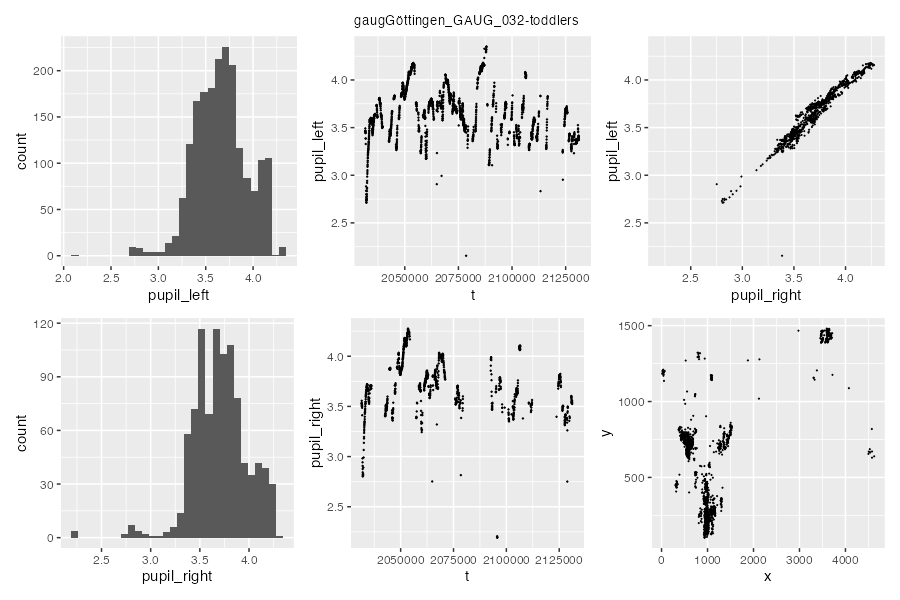 gaugGöttingen_GAUG_032-toddlers
200
150
100
50
0
count
2.0 2.5 3.0 3.5 4.0
pupil_left
4.0
3.5
3.0
2.5
pupil_left
2050000 2075000 2100000 2125000
t
4.0
3.5
3.0
2.5
pupil_left
2.5 3.0 3.5 4.0
pupil_right
120
90
60
30
0
count
2.5 3.0 3.5 4.0
pupil_right
4.0
3.5
3.0
2.5
pupil_right
2050000 2075000 2100000 2125000
t
1500
1000
500
y
0 1000 2000 3000 4000
x